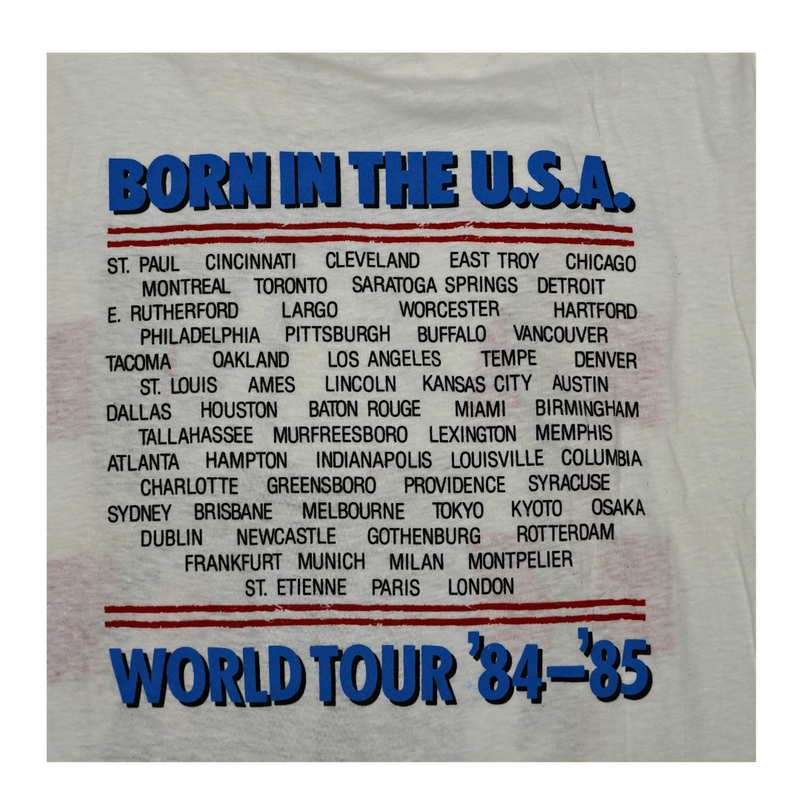 BORN IN THE U.S.A.
ST. PAUL CINCINNATI CLEVELAND EAST TROY CHICAGO
MONTREAL TORONTO SARATOGA SPRINGS DETROIT
E. RUTHERFORD LARGO WORCESTER HARTFORD
PHILADELPHIA PITTSBURGH BUFFALO VANCOUVER
TACOMA OAKLAND LOS ANGELES TEMPE DENVER
ST. LOUIS AMES LINCOLN KANSAS CITY AUSTIN
DALLAS HOUSTON BATON ROUGE MIAMI BIRMINGHAM
TALLAHASSEE MURFREESBORO LEXINGTON MEMPHIS
ATLANTA HAMPTON INDIANAPOLIS LOUISVILLE COLUMBIA
CHARLOTTE GREENSBORO PROVIDENCE SYRACUSE
SYDNEY BRISBANE MELBOURNE TOKYO KYOTO OSAKA
DUBLIN NEWCASTLE GOTHENBURG ROTTERDAM
FRANKFURT MUNICH MILAN MONTPELIER
ST. ETIENNE PARIS LONDON
WORLD TOUR '84–'85